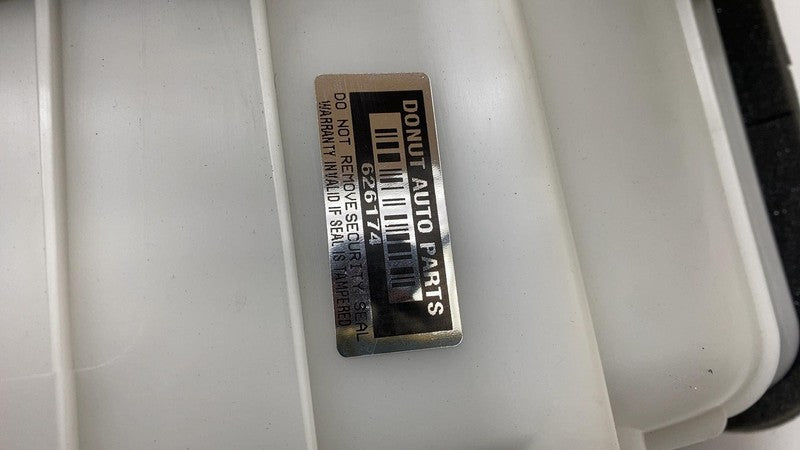 DONUT AUTO PARTS
626174
DO NOT REMOVE SECURITY SEAL
WARRANTY INVALID IF SEAL IS TAMPERED